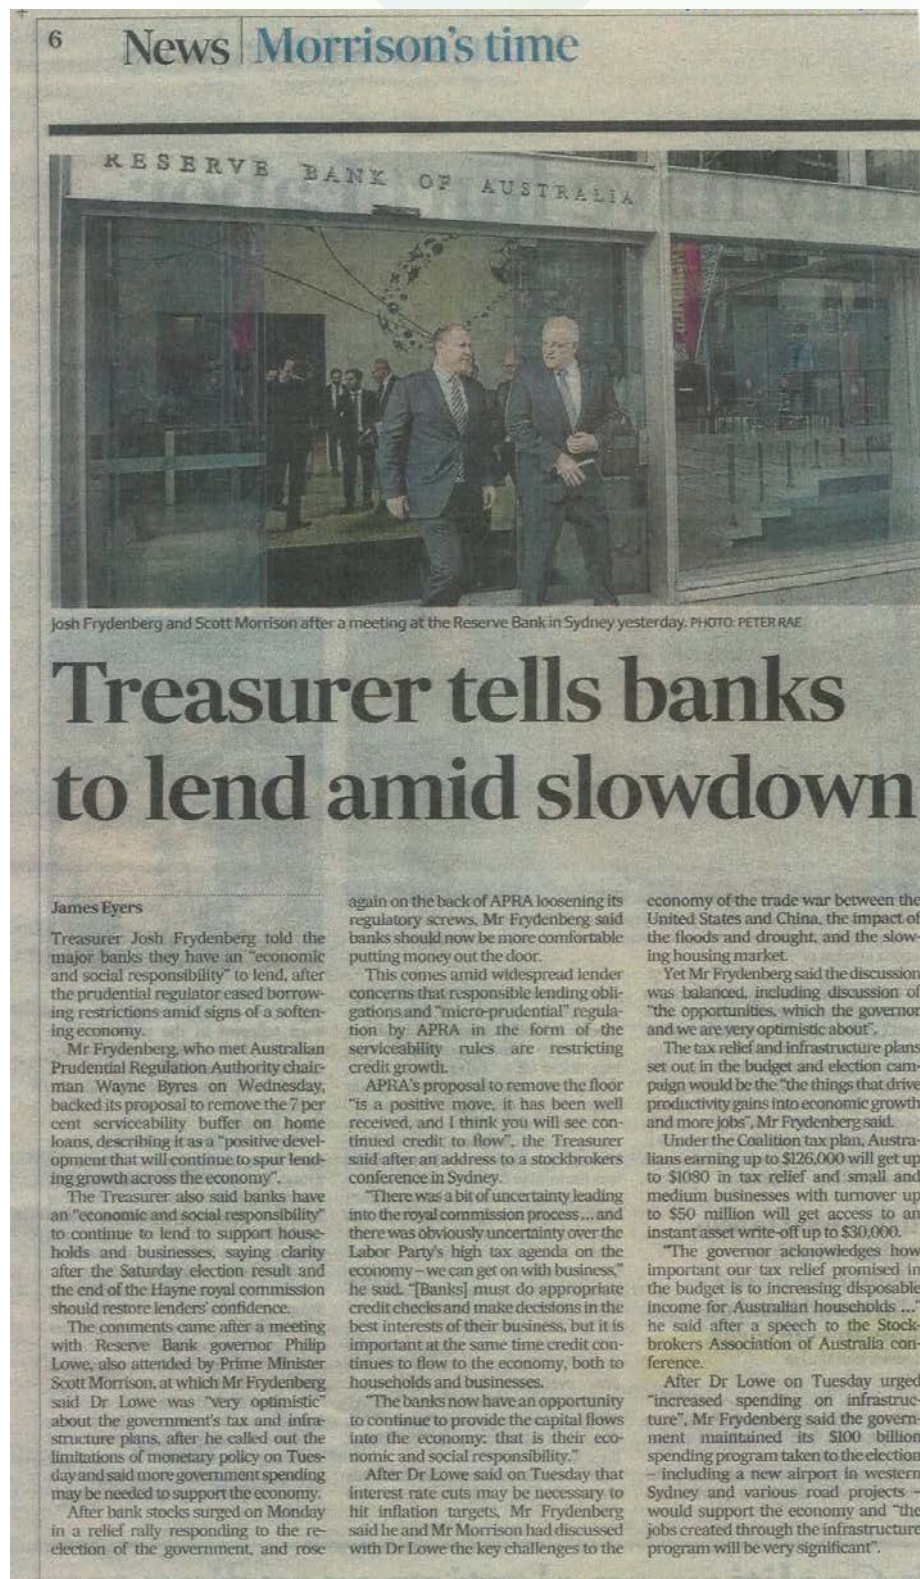 6
News | Morrison's time
RESERVE BANK OF AUSTRALIA
Josh Frydenberg and Scott Morrison after a meeting at the Reserve Bank in Sydney yesterday. PHOTO: PETER RAE
Treasurer tells banks
to lend amid slowdown
James Eyers
Treasurer Josh Frydenberg told the
major banks they have an "economic
and social responsibility" to lend, after
the prudential regulator eased borrow-
ing restrictions amid signs of a soften-
ing economy.
Mr Frydenberg, who met Australian
Prudential Regulation Authority chair-
man Wayne Byres on Wednesday,
backed its proposal to remove the 7 per
cent serviceability buffer on home
loans, describing it as a "positive devel-
opment that will continue to spur lend-
ing growth across the economy".
The Treasurer also said banks have
an "economic and social responsibility"
to continue to lend to support house-
holds and businesses, saying clarity
after the Saturday election result and
the end of the Hayne royal commission
should restore lenders' confidence.
The comments came after a meeting
with Reserve Bank governor Philip
Lowe, also attended by Prime Minister
Scott Morrison, at which Mr Frydenberg
said Dr Lowe was "very optimistic"
about the government's tax and infra-
structure plans, after he called out the
limitations of monetary policy on Tues-
day and said more government spending
may be needed to support the economy.
After bank stocks surged on Monday
in a relief rally responding to the re-
election of the government, and rose
again on the back of APRA loosening its
regulatory screws, Mr Frydenberg said
banks should now be more comfortable
putting money out the door.
This comes amid widespread lender
concerns that responsible lending obli-
gations and "micro-prudential" regula-
tion by APRA in the form of the
serviceability rules are restricting
credit growth.
APRA's proposal to remove the floor
"is a positive move, it has been well
received, and I think you will see con-
tinued credit to flow", the Treasurer
said after an address to a stockbrokers
conference in Sydney.
"There was a bit of uncertainty leading
into the royal commission process ... and
there was obviously uncertainty over the
Labor Party's high tax agenda on the
economy – we can get on with business,"
he said. "[Banks] must do appropriate
credit checks and make decisions in the
best interests of their business, but it is
important at the same time credit con-
tinues to flow to the economy, both to
households and businesses.
"The banks now have an opportunity
to continue to provide the capital flows
into the economy: that is their eco-
nomic and social responsibility."
After Dr Lowe said on Tuesday that
interest rate cuts may be necessary to
hit inflation targets, Mr Frydenberg
said he and Mr Morrison had discussed
with Dr Lowe the key challenges to the
economy of the trade war between the
United States and China, the impact of
the floods and drought, and the slow-
ing housing market.
Yet Mr Frydenberg said the discussion
was balanced, including discussion of
"the opportunities, which the governor
and we are very optimistic about".
The tax relief and infrastructure plans
set out in the budget and election cam-
paign would be the "the things that drive
productivity gains into economic growth
and more jobs", Mr Frydenberg said.
Under the Coalition tax plan, Austra-
lians earning up to $126,000 will get up
to $1080 in tax relief and small and
medium businesses with turnover up
to $50 million will get access to an
instant asset write-off up to $30,000.
"The governor acknowledges how
important our tax relief promised in
the budget is to increasing disposable
income for Australian households ..."
he said after a speech to the Stock-
brokers Association of Australia con-
ference.
After Dr Lowe on Tuesday urged
"increased spending on infrastruc-
ture", Mr Frydenberg said the govern-
ment maintained its $100 billion
spending program taken to the election
– including a new airport in western
Sydney and various road projects –
would support the economy and "the
jobs created through the infrastructure
program will be very significant".